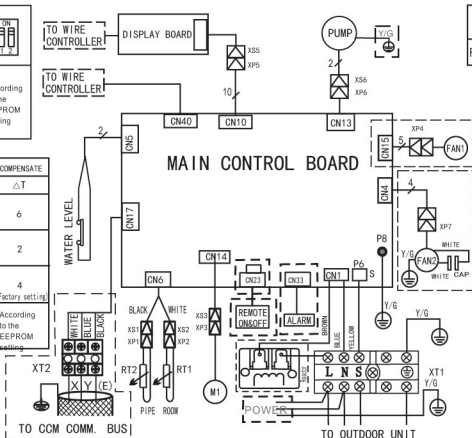 ON
1 2
TO WIRE
CONTROLLER
DISPLAY BOARD
XS5
XP5
10
PUMP
Y/G
2
XS6
XP6
TO WIRE
CONTROLLER
CN40
CN10
CN13
MAIN CONTROL BOARD
2
CN5
WATER LEVEL
CN17
CN15
5
XP4
FAN1
CN4
4
XP7
FAN2
WHITE
WHITE
CAP
Y/G
P8
Y/G
COMPENSATE
△T
6
2
4
Factory setting
According
to the
EEPROM
setting
CN6
CN14
CN23
CN33
CN1
P6
S
BLACK
WHITE
XS1
XP1
XS2
XP2
XS3
XP3
RT2
RT1
PIPE
ROOM
M1
REMOTE
ON&OFF
ALARM
BROWN
BLUE
YELLOW
Reactor
L N S
XT1
Y/G
Y/G
POWER
TO OUTDOOR UNIT
WHITE
BLUE
BLACK
XT2
X Y (E)
TO CCM COMM. BUS